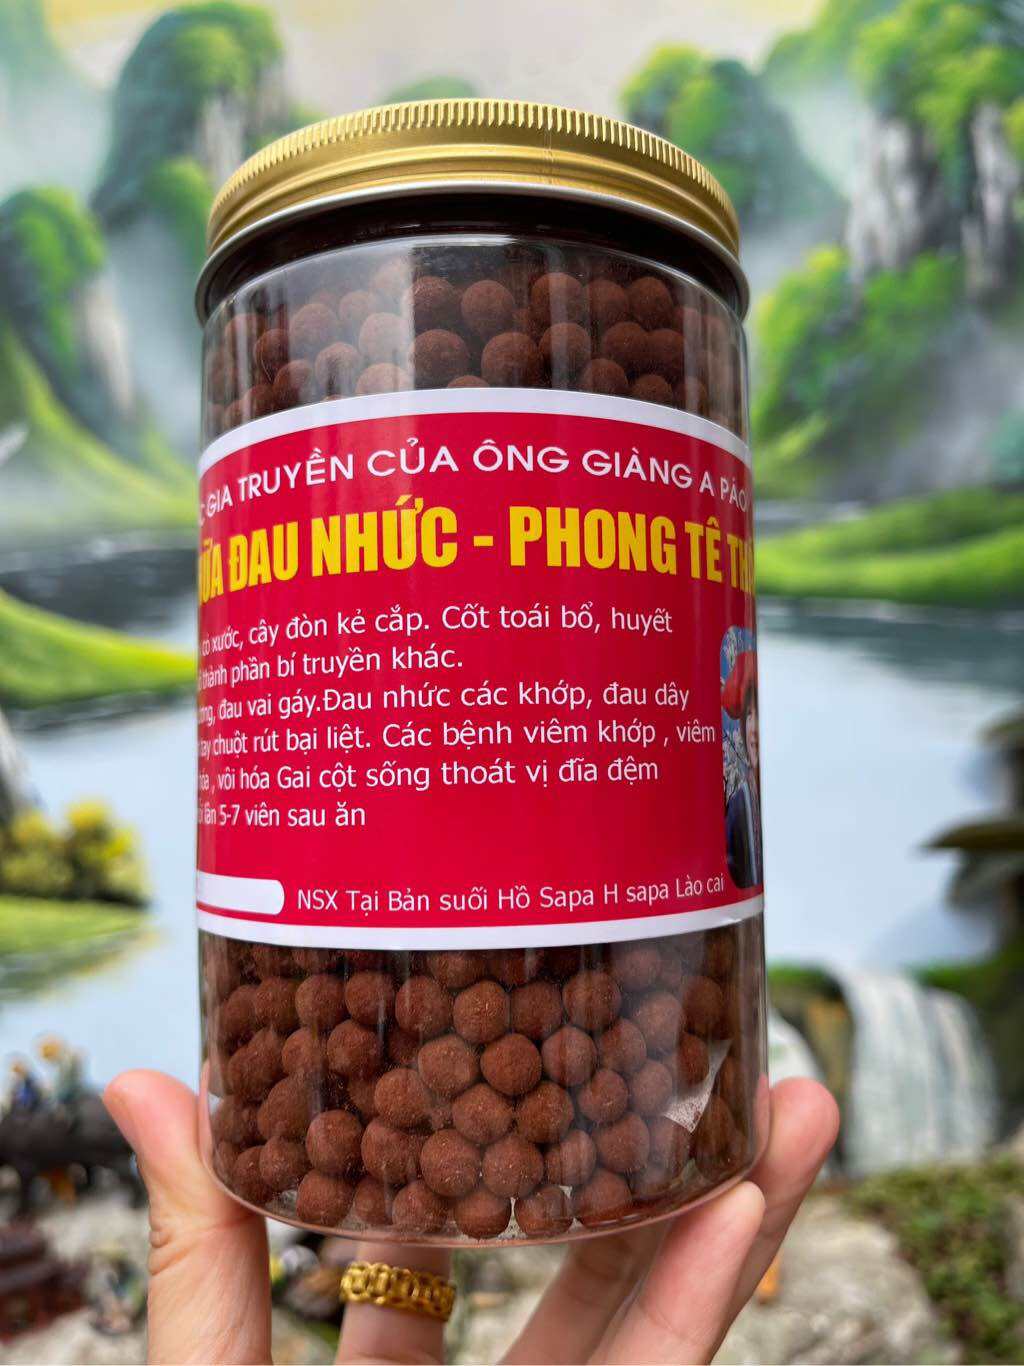 GIA TRUYỀN CỦA ÔNG GIÀNG A PÁO
ĐAU NHỨC - PHONG TÊ
xước, cây đòn kẻ cắp. Cốt toái bổ, huyết
thành phần bí truyền khác.
đau vai gáy.Đau nhức các khớp, đau dây
tay chuột rút bại liệt. Các bệnh viêm khớp , viêm
, vôi hóa Gai cột sống thoát vị đĩa đệm
lần 5-7 viên sau ăn
NSX Tại Bản suối Hồ Sapa H sapa Lào cai